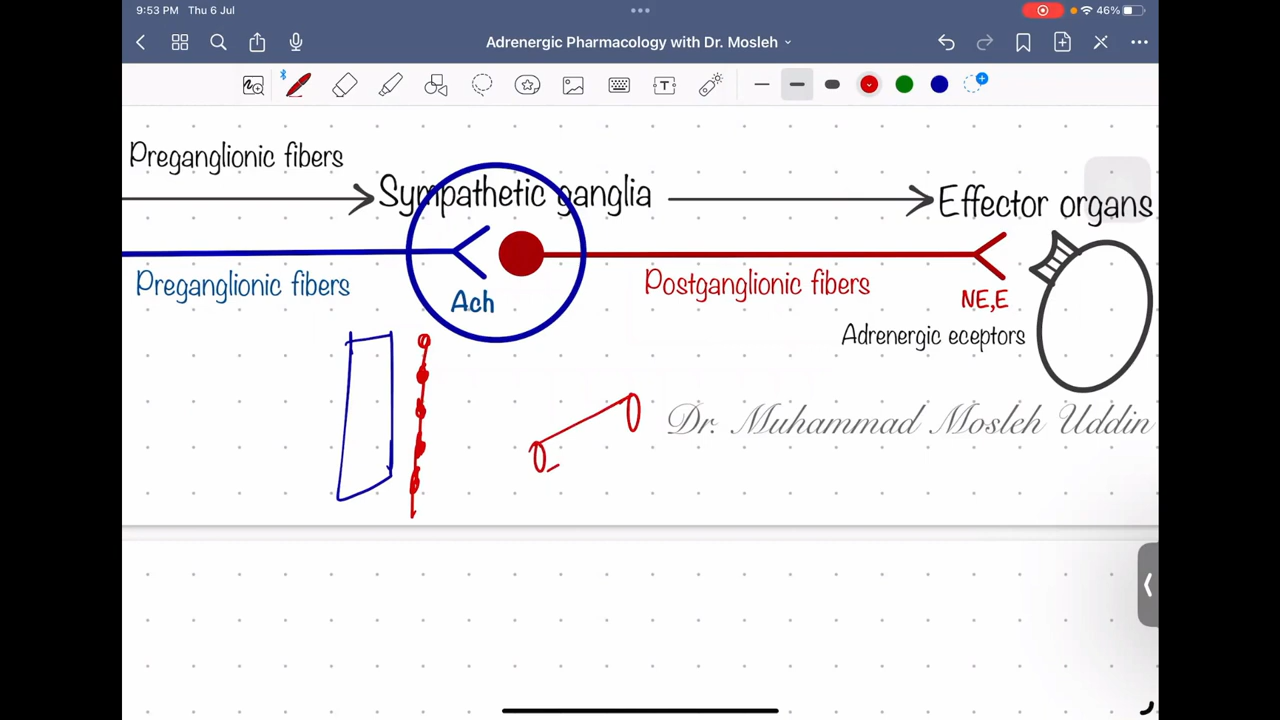 9:53 PM Thu 6 Jul
46%
Adrenergic Pharmacology with Dr. Mosleh
T
Preganglionic fibers
Sympathetic ganglia
Effector organs
Preganglionic fibers
Ach
Postganglionic fibers
NE,E
Adrenergic eceptors
Dr. Muhammad Mosleh Uddin